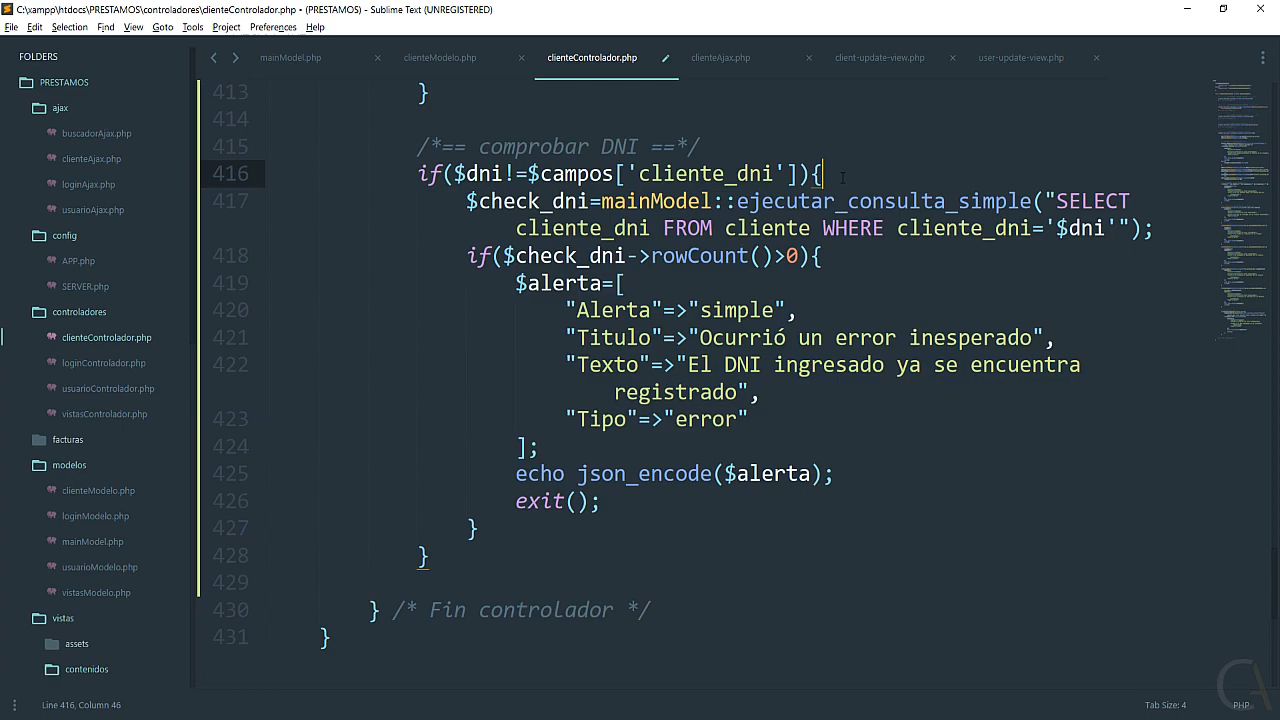 C:\xampp\htdocs\PRESTAMOS\controladores\clienteControlador.php • (PRESTAMOS) - Sublime Text (UNREGISTERED)
File Edit Selection Find View Goto Tools Project Preferences Help
FOLDERS
PRESTAMOS
ajax
buscadorAjax.php
clienteAjax.php
loginAjax.php
usuarioAjax.php
config
APP.php
SERVER.php
controladores
clienteControlador.php
loginControlador.php
usuarioControlador.php
vistasControlador.php
facturas
modelos
clienteModelo.php
loginModelo.php
mainModel.php
usuarioModelo.php
vistasModelo.php
vistas
assets
contenidos
mainModel.php clienteModelo.php clienteControlador.php clienteAjax.php client-update-view.php user-update-view.php
413 }
414
415 /*== comprobar DNI ==*/
416 if($dni!=$campos['cliente_dni']){
417 $check_dni=mainModel::ejecutar_consulta_simple("SELECT
cliente_dni FROM cliente WHERE cliente_dni='$dni'");
418 if($check_dni->rowCount()>0){
419 $alerta=[
420 "Alerta"=>"simple",
421 "Titulo"=>"Ocurrió un error inesperado",
422 "Texto"=>"El DNI ingresado ya se encuentra
registrado",
423 "Tipo"=>"error"
424 ];
425 echo json_encode($alerta);
426 exit();
427 }
428 }
429
430 } /* Fin controlador */
431 }
Line 416, Column 46 Tab Size: 4 PHP